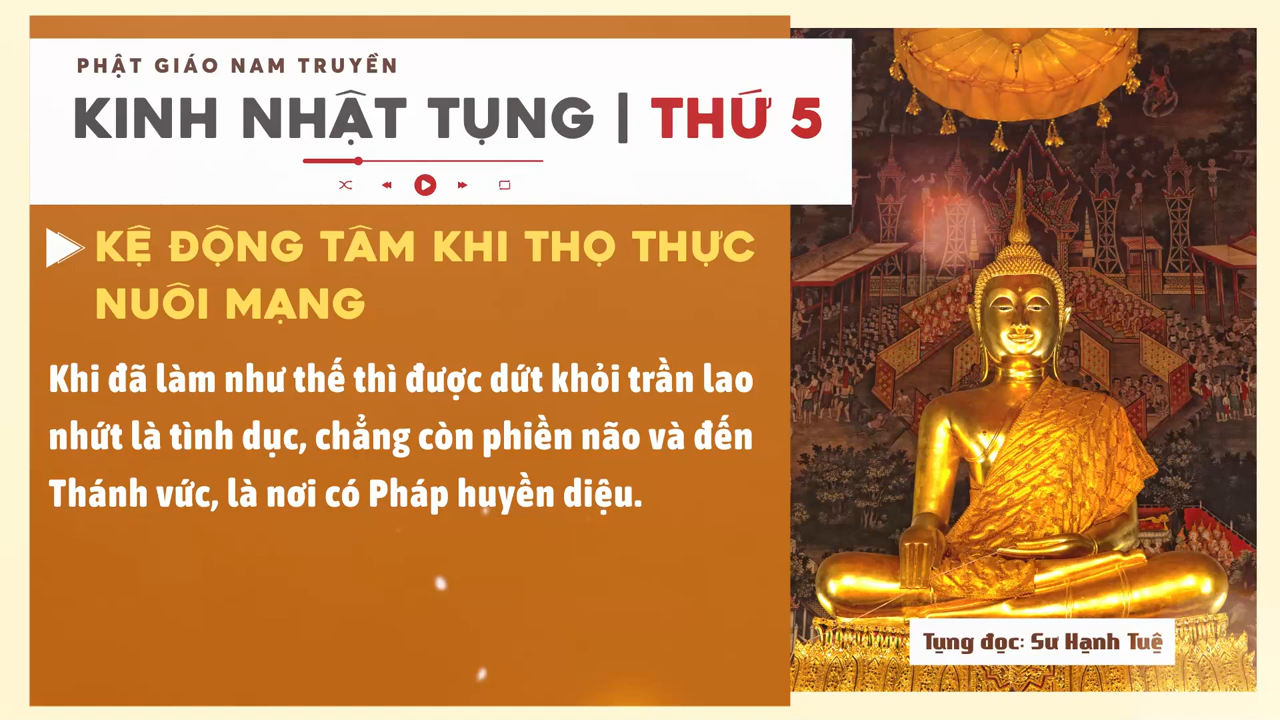 PHẬT GIÁO NAM TRUYỀN
KINH NHẬT TỤNG | THỨ 5
KỆ ĐỘNG TÂM KHI THỌ THỰC
NUÔI MẠNG
Khi đã làm như thế thì được dứt khỏi trần lao
nhứt là tình dục, chẳng còn phiền não và đến
Thánh vức, là nơi có Pháp huyền diệu.
Tụng đọc: Sư Hạnh Tuệ